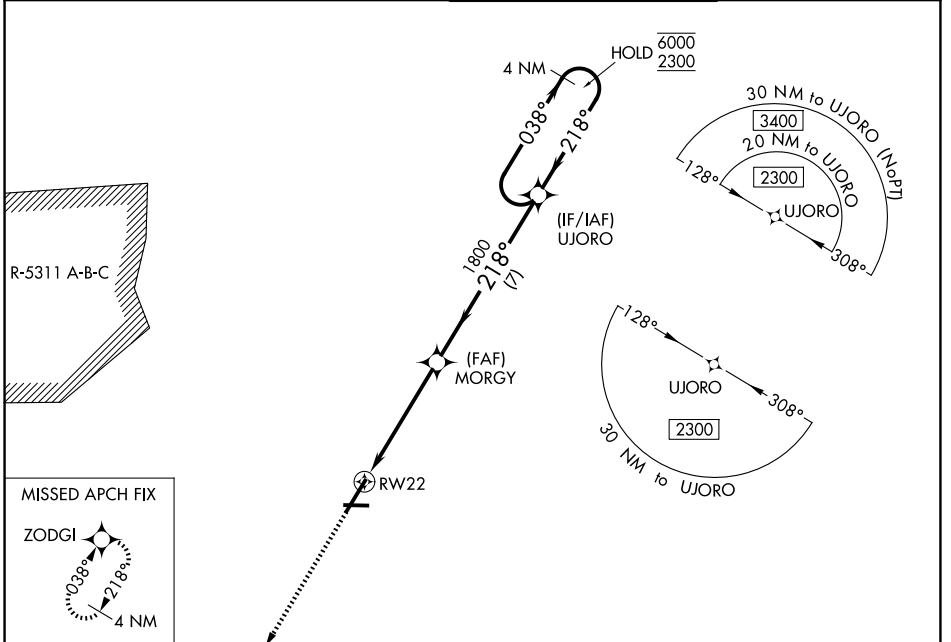 HOLD 6000
2300
4 NM
038°
218°
(IF/IAF)
UJORO
1800
218°
(7)
(FAF)
MORGY
RW22
R-5311 A-B-C
30 NM to UJORO (NoPT)
3400
20 NM to UJORO
2300
128°
UJORO
308°
128°
UJORO
308°
2300
30 NM to UJORO
MISSED APCH FIX
ZODGI
038°
218°
4 NM